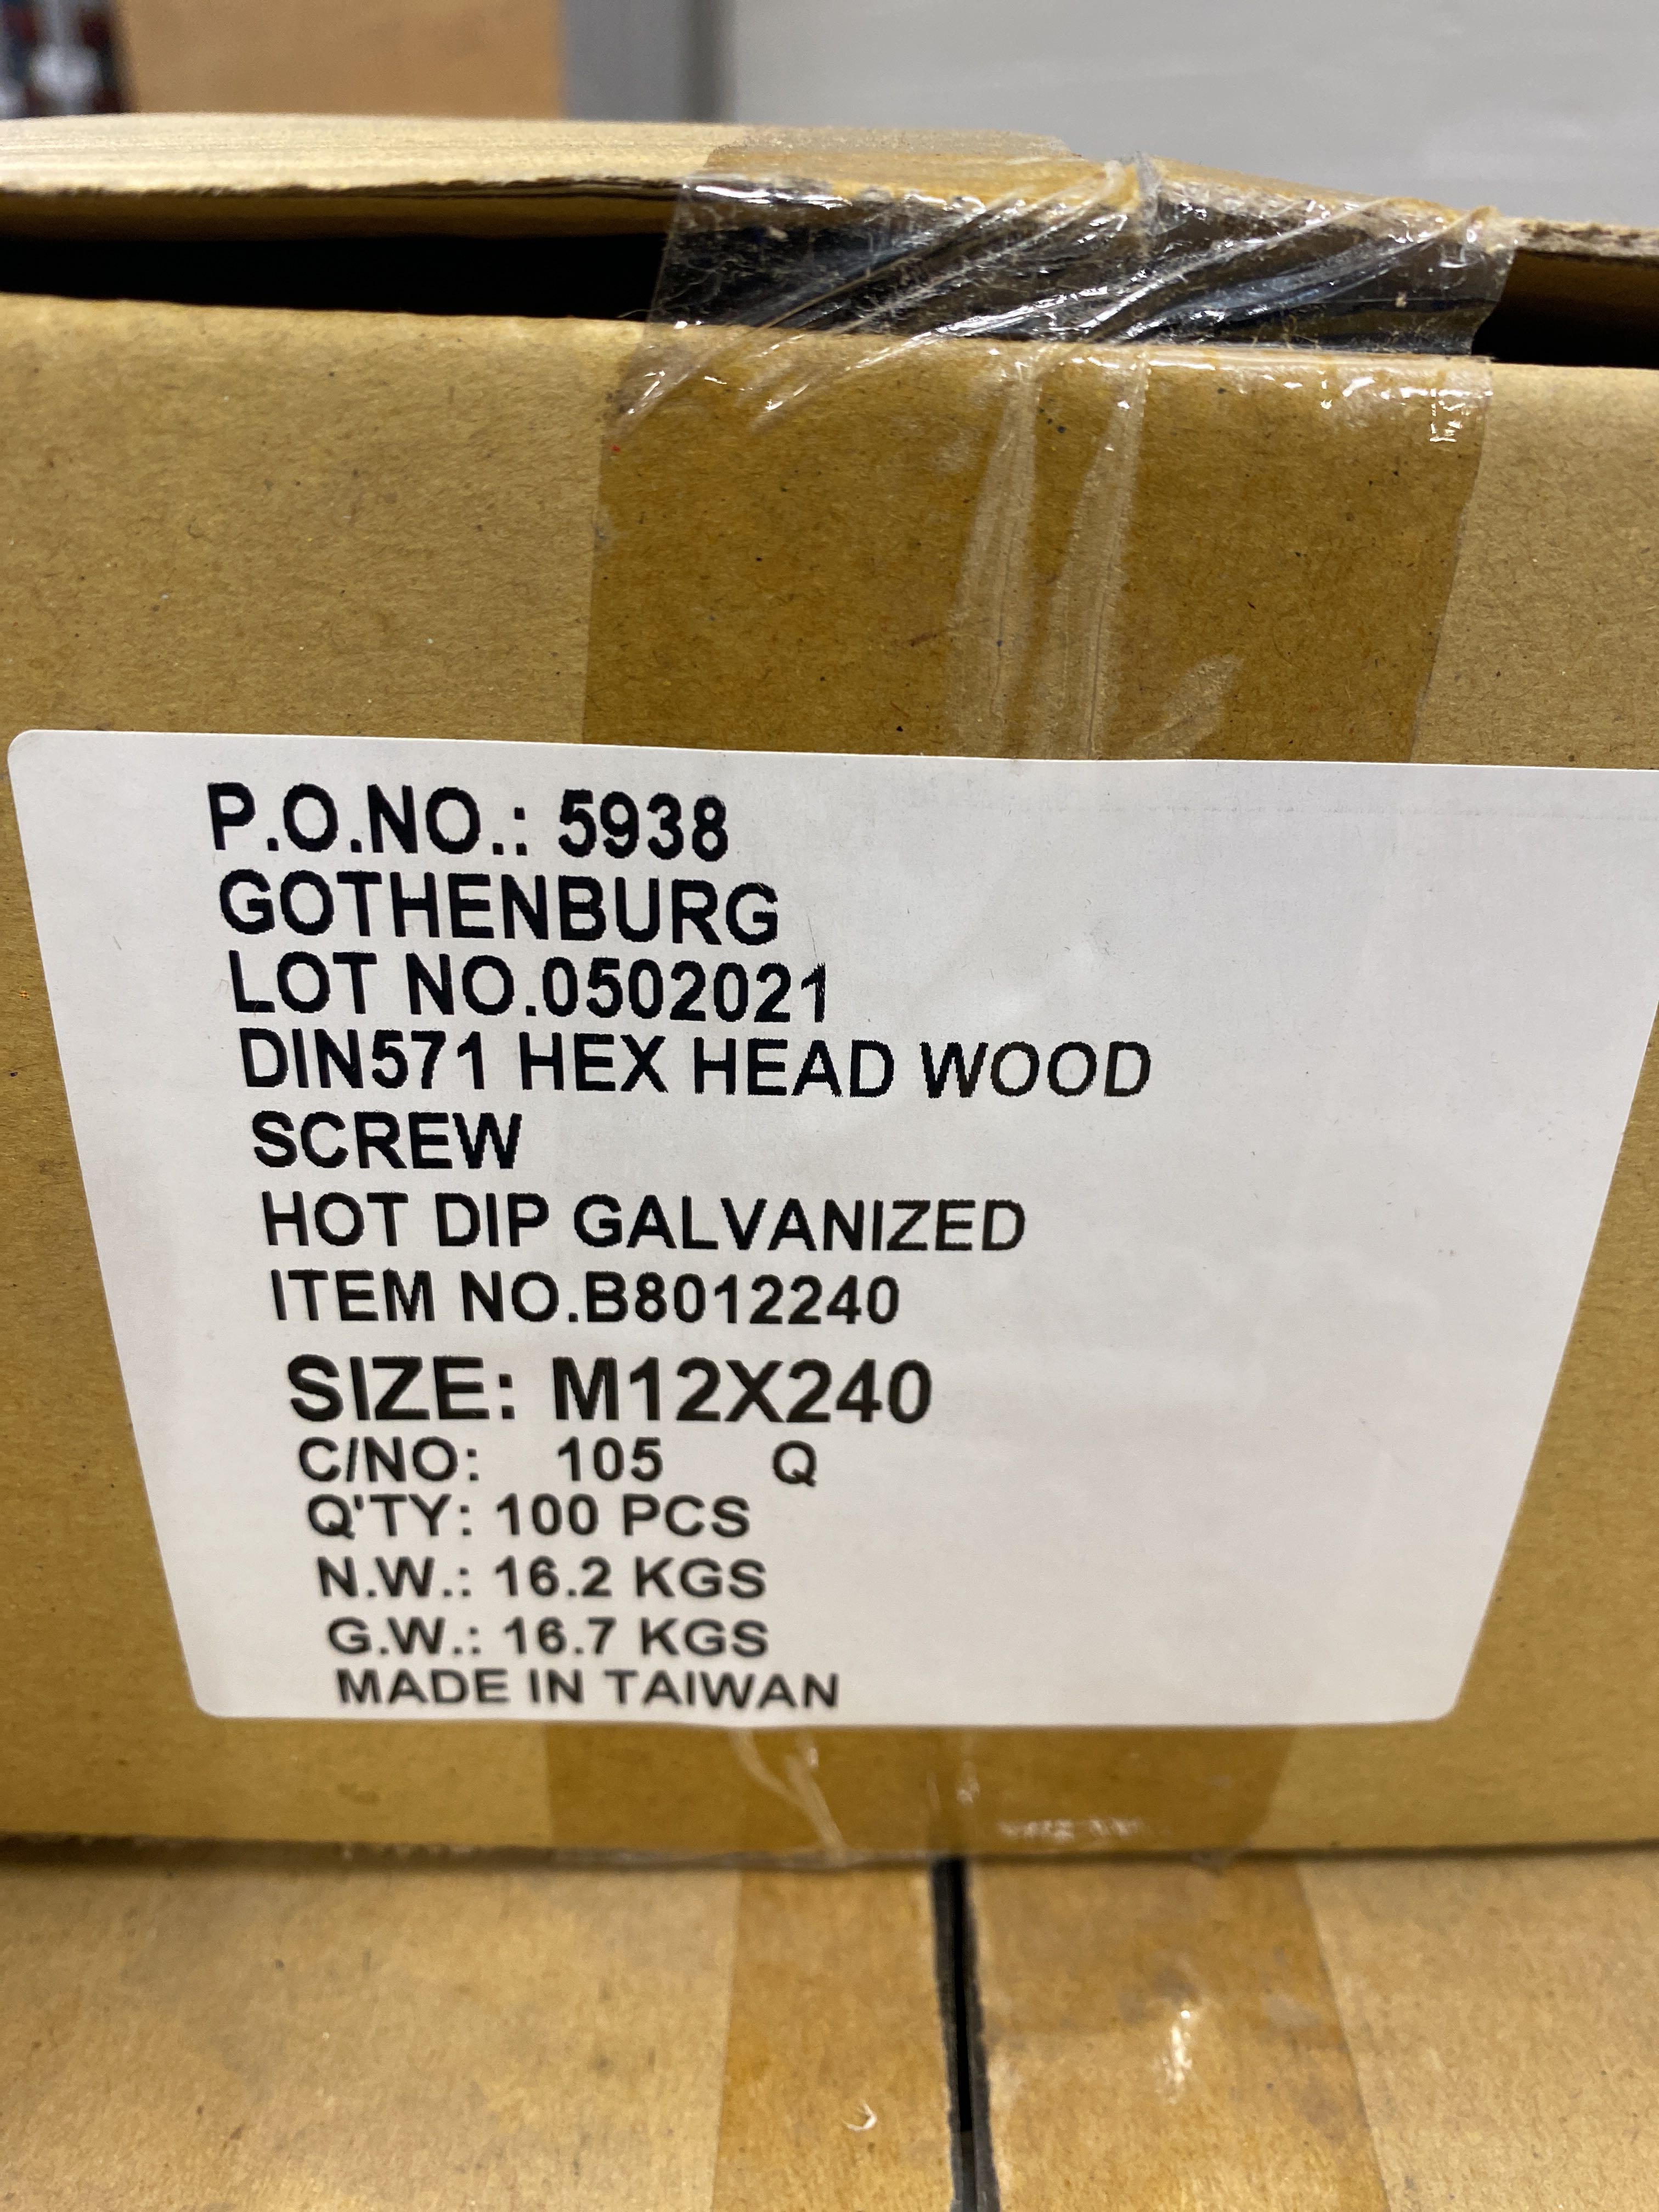 P.O.NO.: 5938
GOTHENBURG
LOT NO.0502021
DIN571 HEX HEAD WOOD
SCREW
HOT DIP GALVANIZED
ITEM NO.B8012240
SIZE: M12X240
C/NO: 105 Q
Q'TY: 100 PCS
N.W.: 16.2 KGS
G.W.: 16.7 KGS
MADE IN TAIWAN